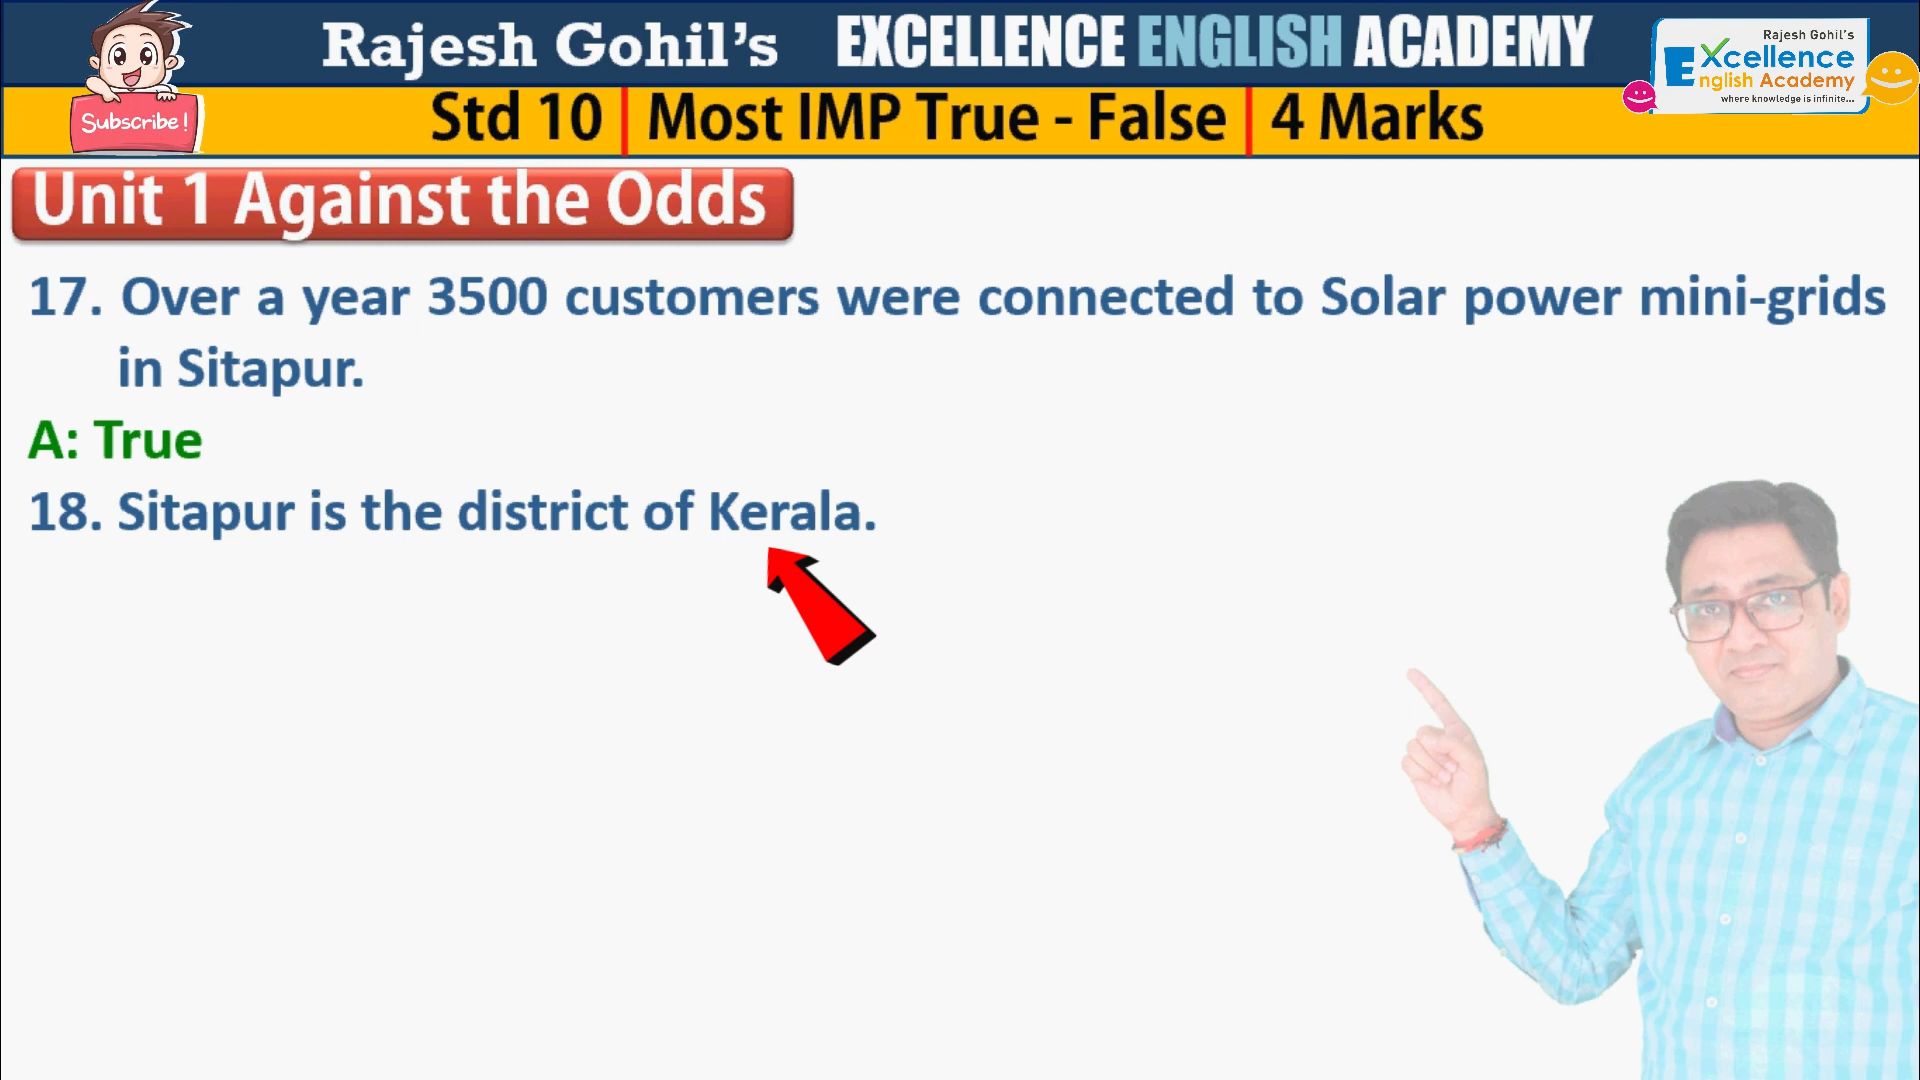 Rajesh Gohil's EXCELLENCE ENGLISH ACADEMY
Rajesh Gohil's
Excellence
English Academy
where knowledge is infinite...
Subscribe!
Std 10 | Most IMP True - False | 4 Marks
Unit 1 Against the Odds
17. Over a year 3500 customers were connected to Solar power mini-grids
in Sitapur.
A: True
18. Sitapur is the district of Kerala.